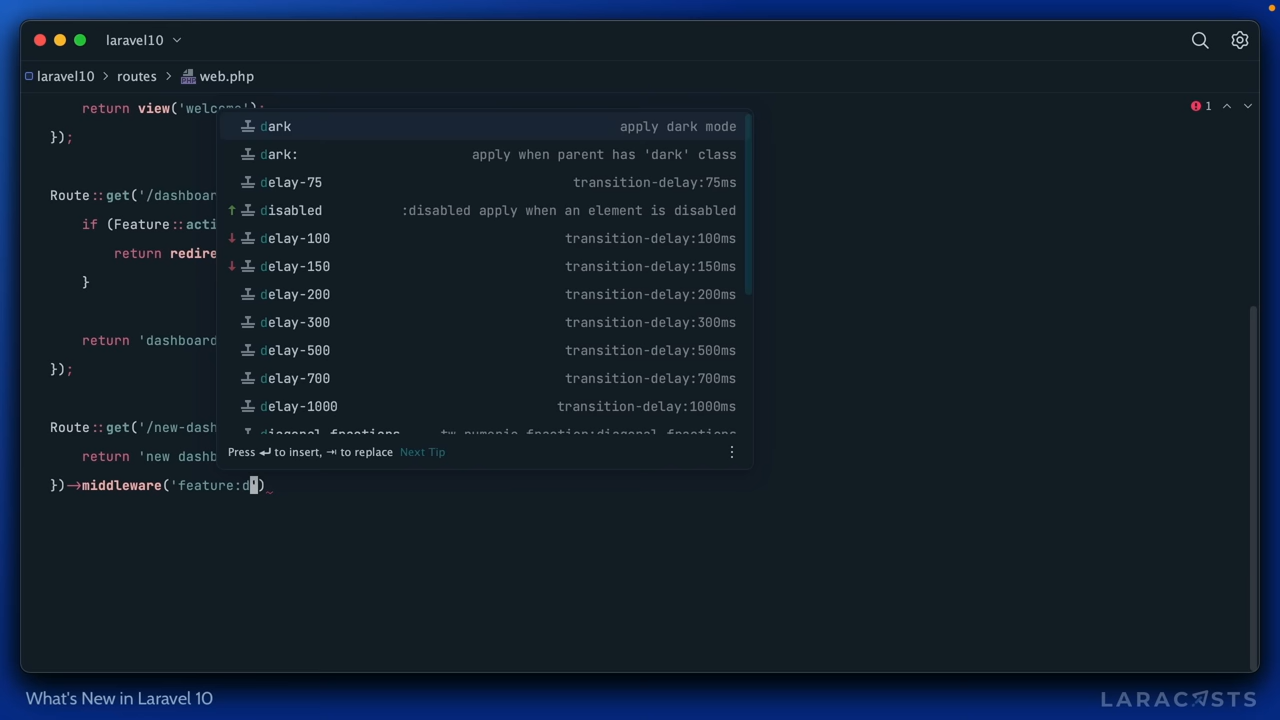 laravel10
laravel10 > routes > web.php
return view('welcome');
1
});
Route::get('/dashboar
if (Feature::acti
return redire
}
return 'dashboard
});
Route::get('/new-dash
return 'new dashb
})->middleware('feature:d')
dark apply dark mode
dark: apply when parent has 'dark' class
delay-75 transition-delay:75ms
disabled :disabled apply when an element is disabled
delay-100 transition-delay:100ms
delay-150 transition-delay:150ms
delay-200 transition-delay:200ms
delay-300 transition-delay:300ms
delay-500 transition-delay:500ms
delay-700 transition-delay:700ms
delay-1000 transition-delay:1000ms
Press ↵ to insert, ⇥ to replace Next Tip
What's New in Laravel 10
LARACASTS